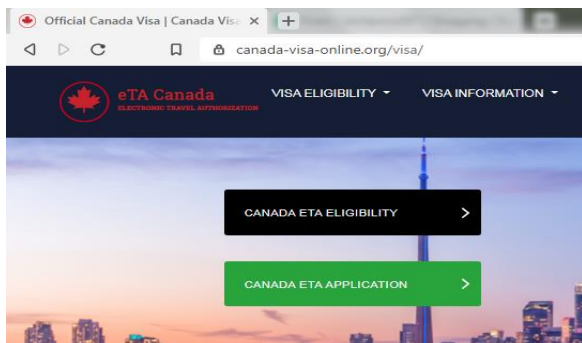 Official Canada Visa | Canada Vis
canada-visa-online.org/visa/
eTA Canada
ELECTRONIC TRAVEL AUTHORIZATION
VISA ELIGIBILITY
VISA INFORMATION
CANADA ETA ELIGIBILITY
CANADA ETA APPLICATION